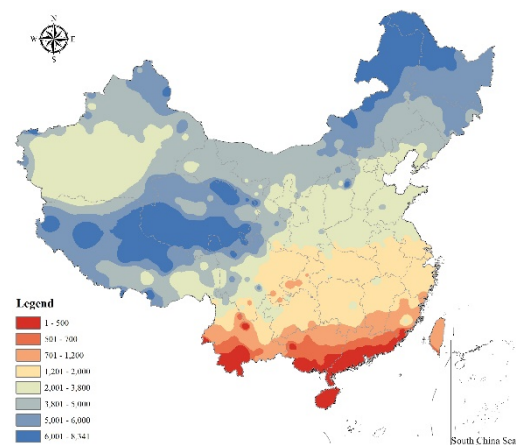 N
W E
S
Legend
1 - 500
501 - 700
701 - 1,200
1,201 - 2,000
2,001 - 3,800
3,801 - 5,000
5,001 - 6,000
6,001 - 8,341
South China Sea